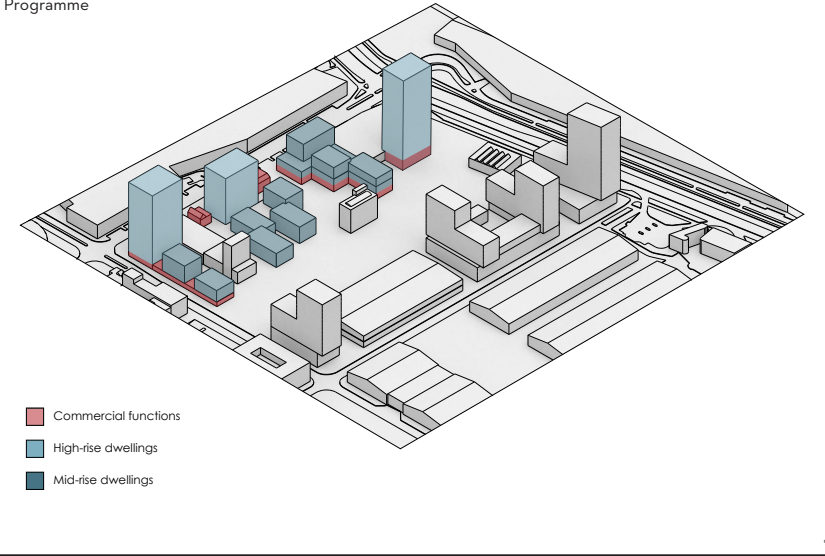 Programme
Commercial functions
High-rise dwellings
Mid-rise dwellings